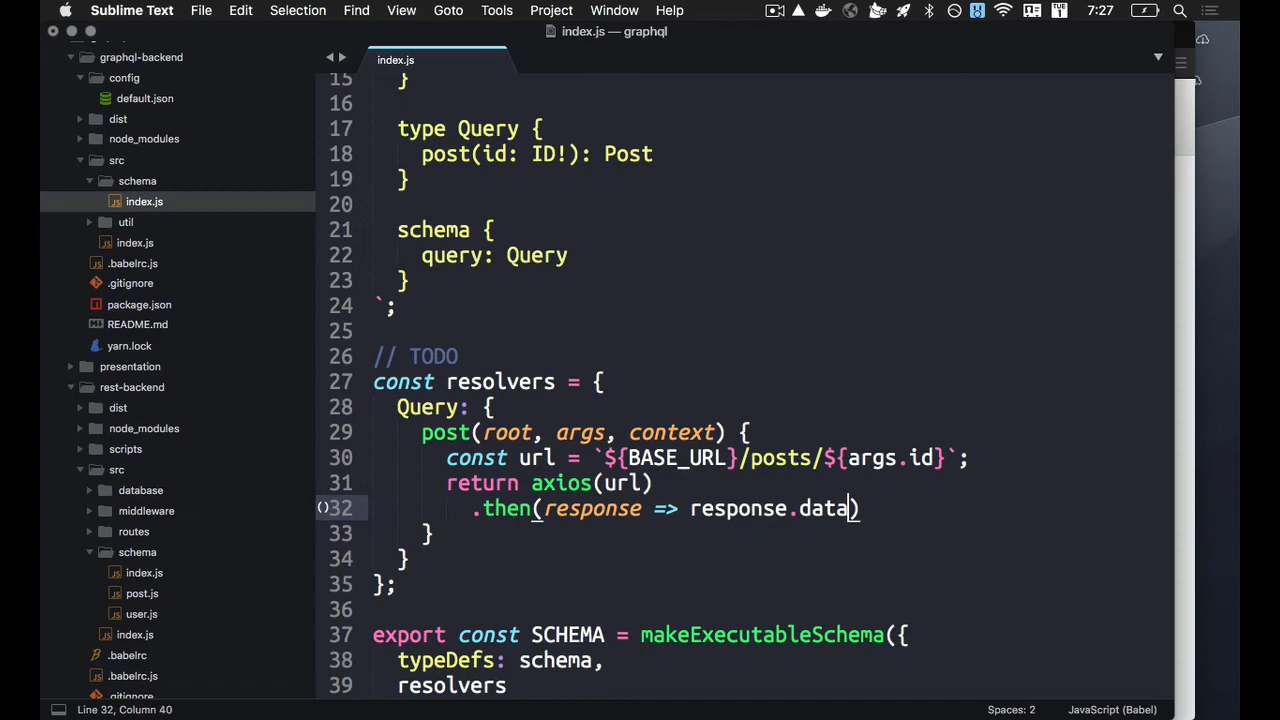 Sublime Text File Edit Selection Find View Goto Tools Project Window Help TUE 1 7:27
index.js — graphql
graphql-backend
config
default.json
dist
node_modules
src
schema
index.js
util
index.js
.babelrc.js
.gitignore
package.json
README.md
yarn.lock
presentation
rest-backend
dist
node_modules
scripts
src
database
middleware
routes
schema
index.js
post.js
user.js
index.js
.babelrc
.babelrc.js
.gitignore
index.js
15 }
16
17 type Query {
18 post(id: ID!): Post
19 }
20
21 schema {
22 query: Query
23 }
24 `;
25
26 // TODO
27 const resolvers = {
28 Query: {
29 post(root, args, context) {
30 const url = `${BASE_URL}/posts/${args.id}`;
31 return axios(url)
32 .then(response => response.data)
33 }
34 }
35 };
36
37 export const SCHEMA = makeExecutableSchema({
38 typeDefs: schema,
39 resolvers
Line 32, Column 40 Spaces: 2 JavaScript (Babel)